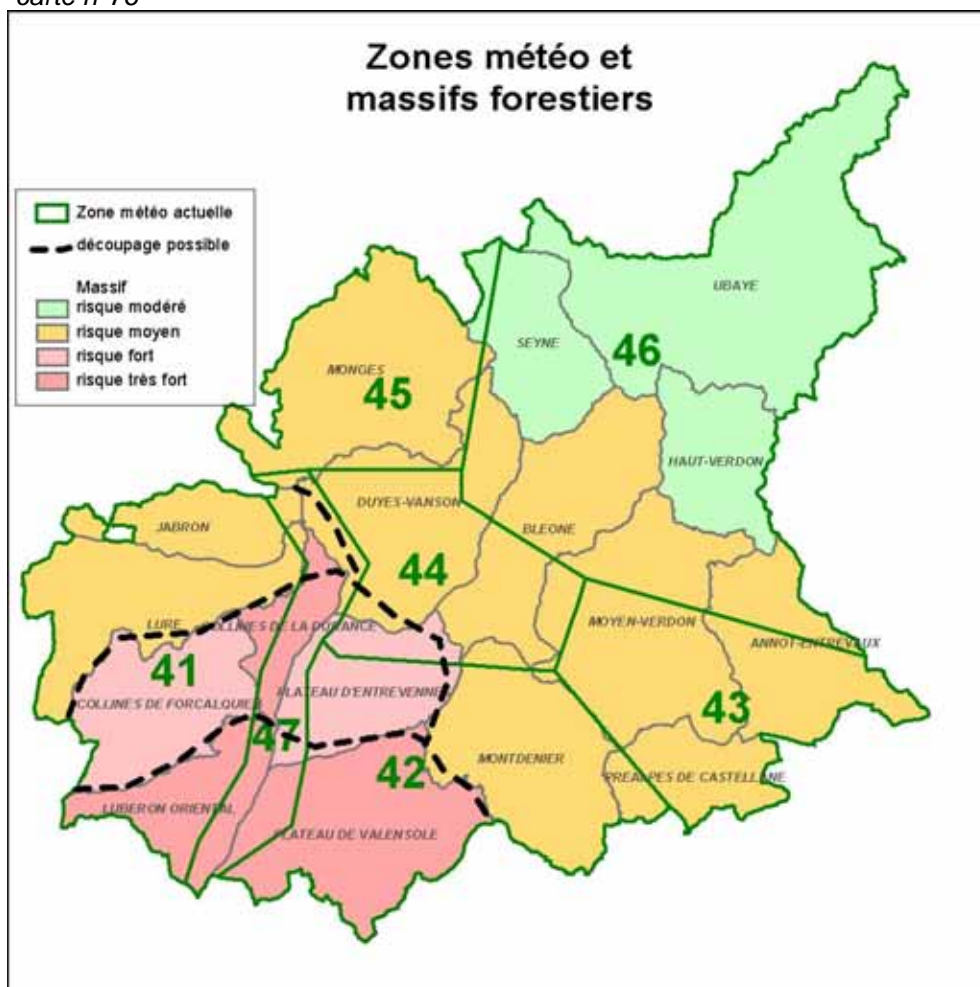 carte n°76
Zones météo et
massifs forestiers
Zone météo actuelle
découpage possible
Massif
risque modéré
risque moyen
risque fort
risque très fort
UBAYE
SEYNE
46
MONGES
45
HAUT-VERDON
DUYES-VANSON
BLEONE
JABRON
44
LURE
COLLINES DE LA DURANCE
MOYEN-VERDON
ANNOT-ENTREVAUX
41
COLLINES DE FORCALQUIER
PLATEAU D'ENTREVENNES
43
47
42
MONTDENIER
PREALPES DE CASTELLANE
LUBERON ORIENTAL
PLATEAU DE VALENSOLE